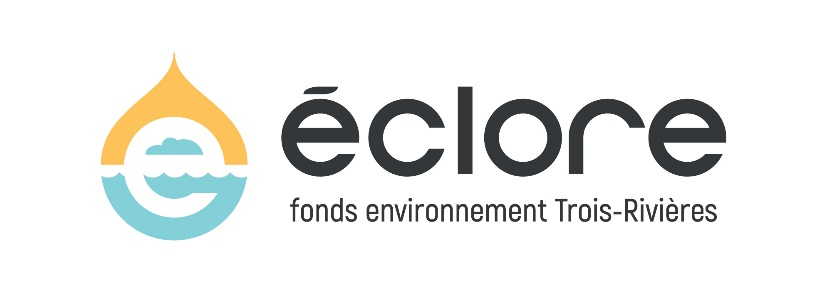 e
éclore
fonds environnement Trois-Rivières